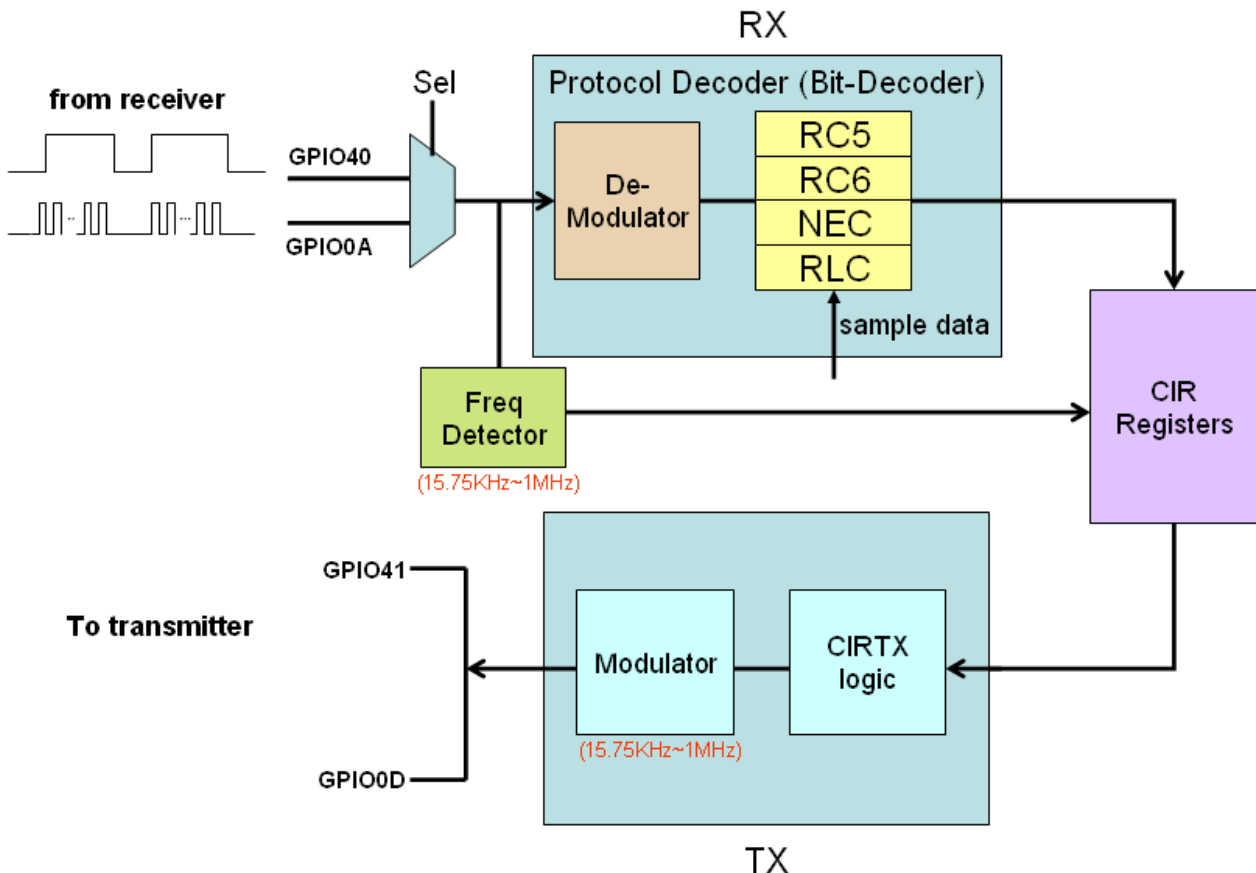 RX
from receiver
Sel
Protocol Decoder (Bit-Decoder)
GPIO40
GPIO0A
De-
Modulator
RC5
RC6
NEC
RLC
sample data
Freq
Detector
(15.75KHz~1MHz)
CIR
Registers
GPIO41
To transmitter
GPIO0D
Modulator
(15.75KHz~1MHz)
CIRTX
logic
TX